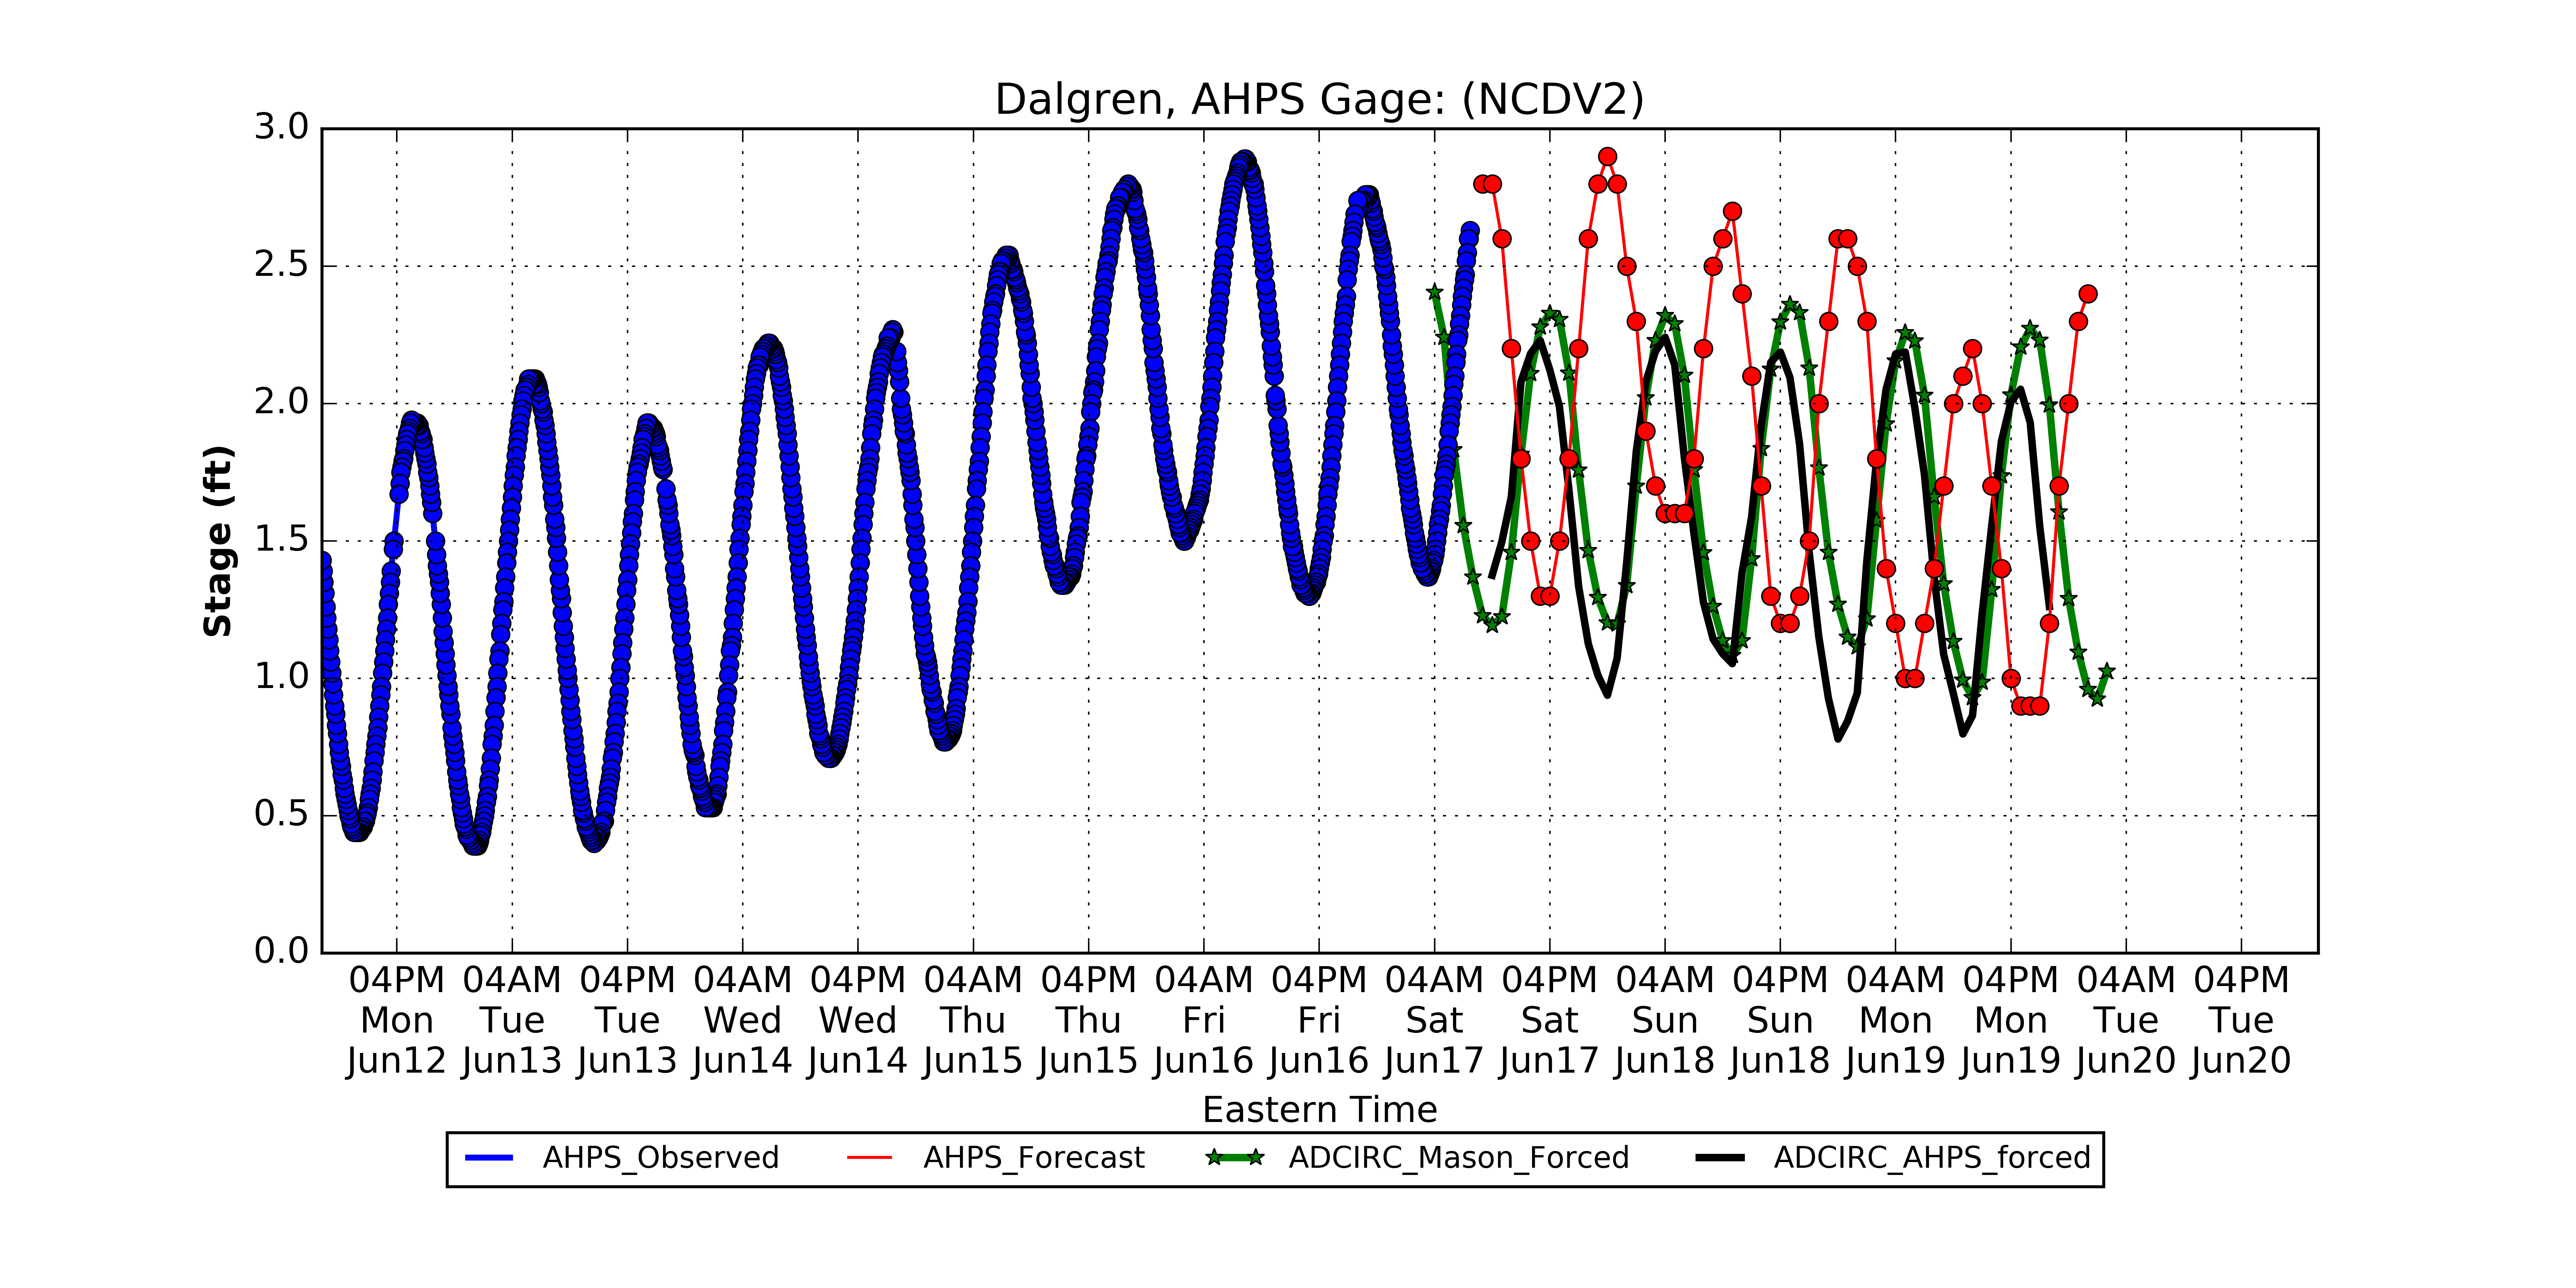 Dalgren, AHPS Gage: (NCDV2)
3.0
2.5
2.0
1.5
1.0
0.5
0.0
Stage (ft)
04PM 04AM 04PM 04AM 04PM 04AM 04PM 04AM 04PM 04AM 04PM 04AM 04PM 04AM 04PM 04AM 04PM
Mon Tue Tue Wed Wed Thu Thu Fri Fri Sat Sat Sun Sun Mon Mon Tue Tue
Jun12 Jun13 Jun13 Jun14 Jun14 Jun15 Jun15 Jun16 Jun16 Jun17 Jun17 Jun18 Jun18 Jun19 Jun19 Jun20 Jun20
Eastern Time
AHPS_Observed AHPS_Forecast ADCIRC_Mason_Forced ADCIRC_AHPS_forced